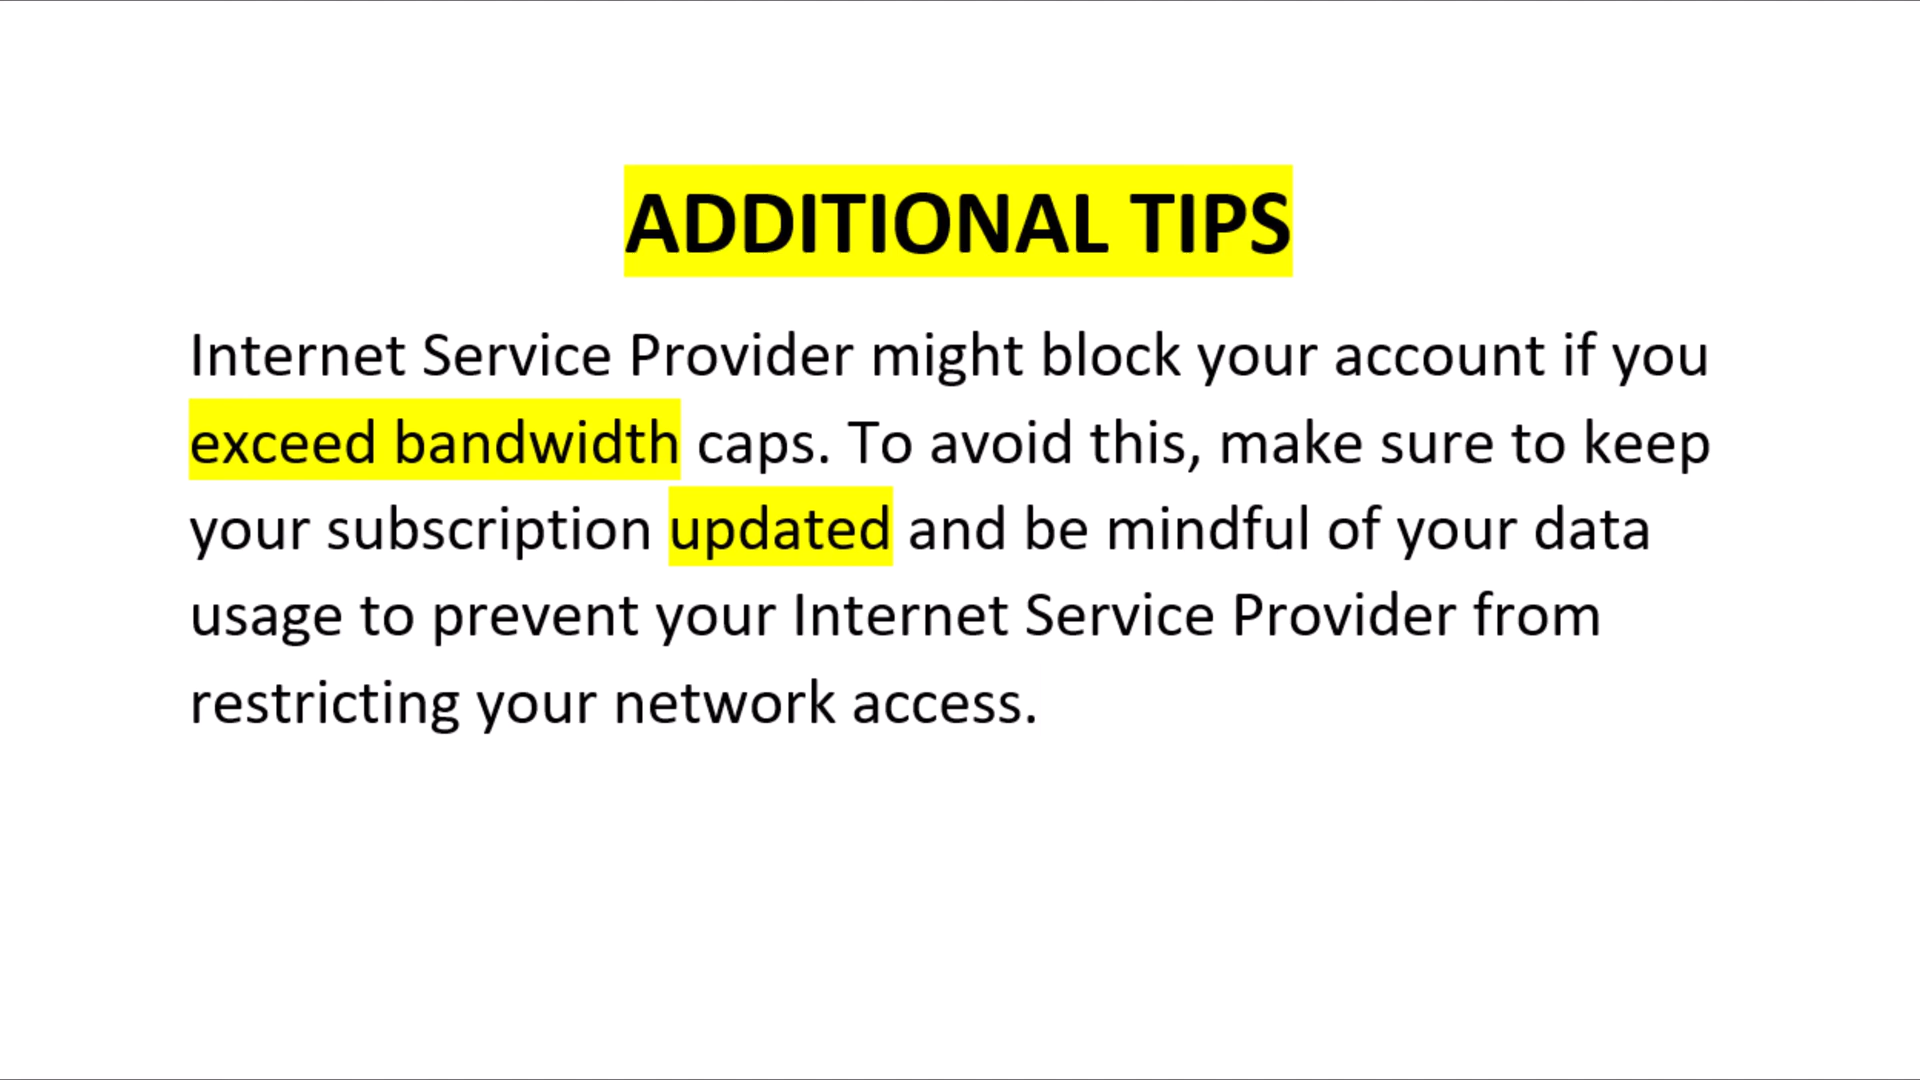 ADDITIONAL TIPS
Internet Service Provider might block your account if you
exceed bandwidth caps. To avoid this, make sure to keep
your subscription updated and be mindful of your data
usage to prevent your Internet Service Provider from
restricting your network access.